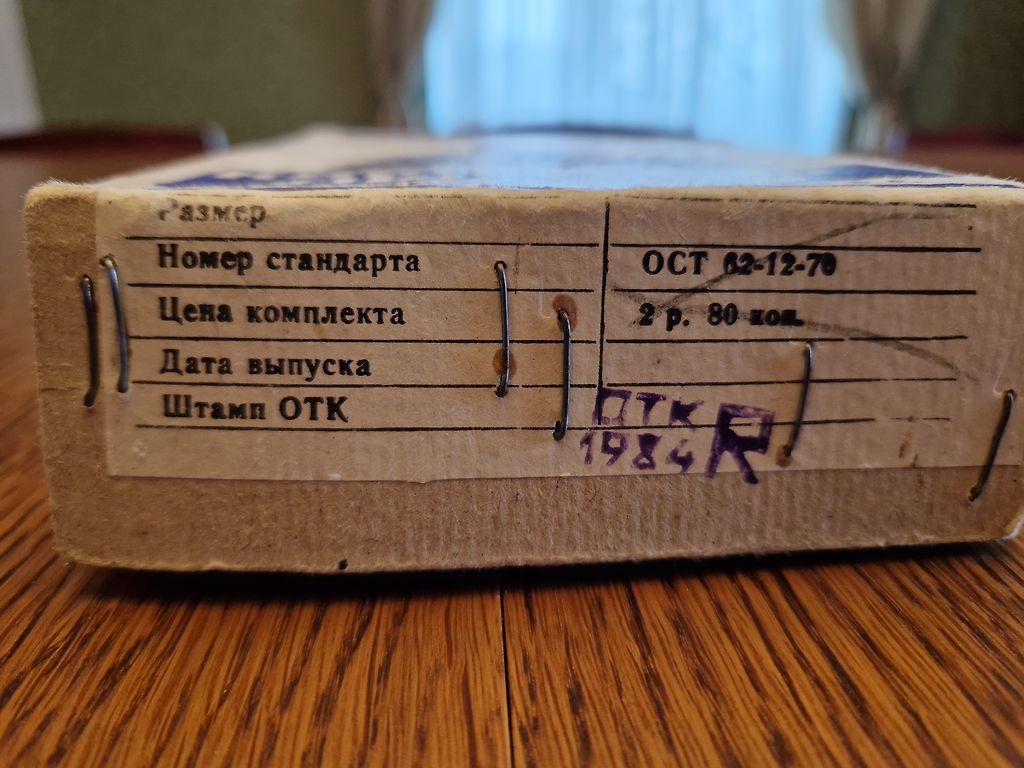 Размер
Номер стандарта ОСТ 62-12-70
Цена комплекта 2 р. 80 коп.
Дата выпуска
Штамп ОТК ОТК
1984 Я